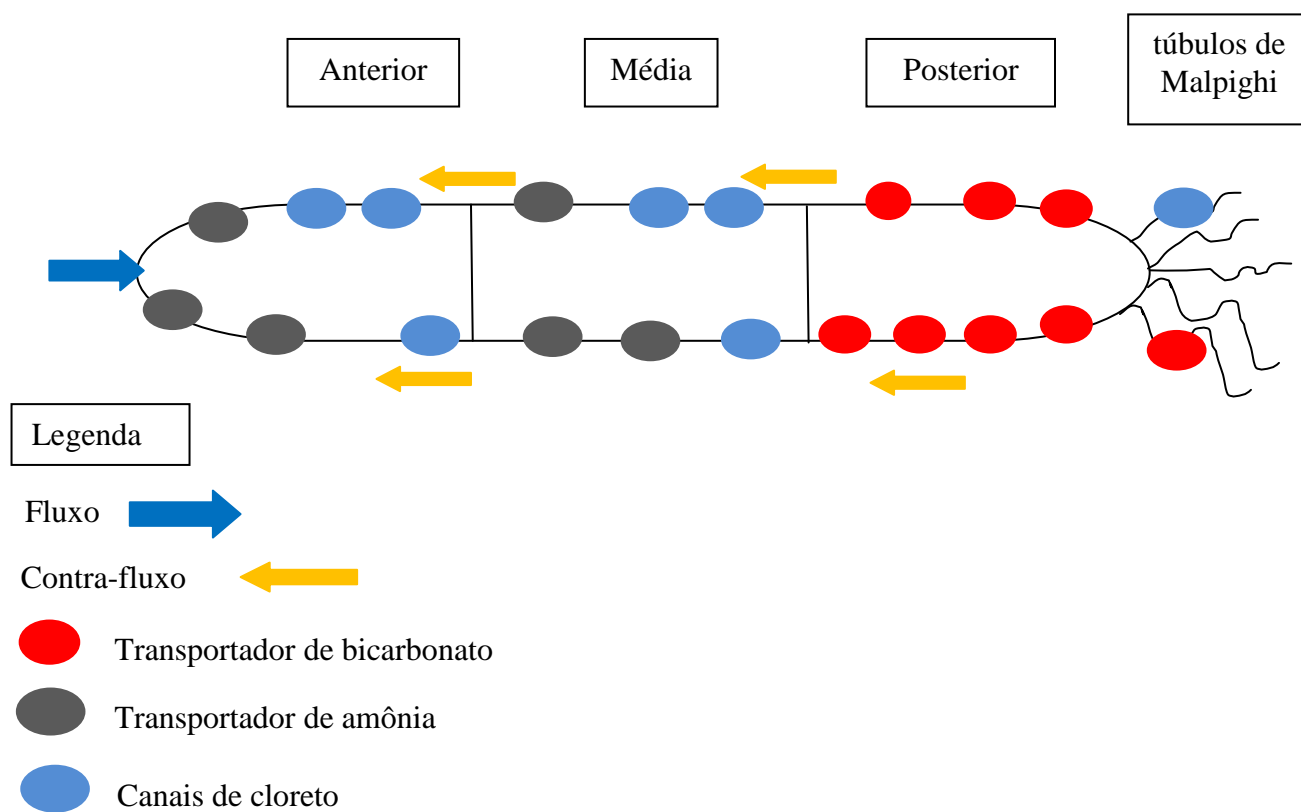 Anterior
Média
Posterior
túbulos de
Malpighi
Legenda
Fluxo
Contra-fluxo
Transportador de bicarbonato
Transportador de amônia
Canais de cloreto